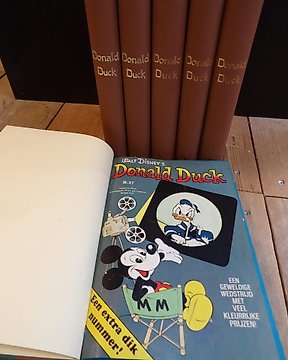 Donald
Duck
Donald
Duck
Donald
Duck
Donald
Duck
Donald
Duck
WALT DISNEY'S
Donald Duck
Nr. 27
EEN
GEWELDIGE
WEDSTRIJD
MET
VEEL
KLEURRIJKE
PRIJZEN!
MM
Een extra dik
nummer!